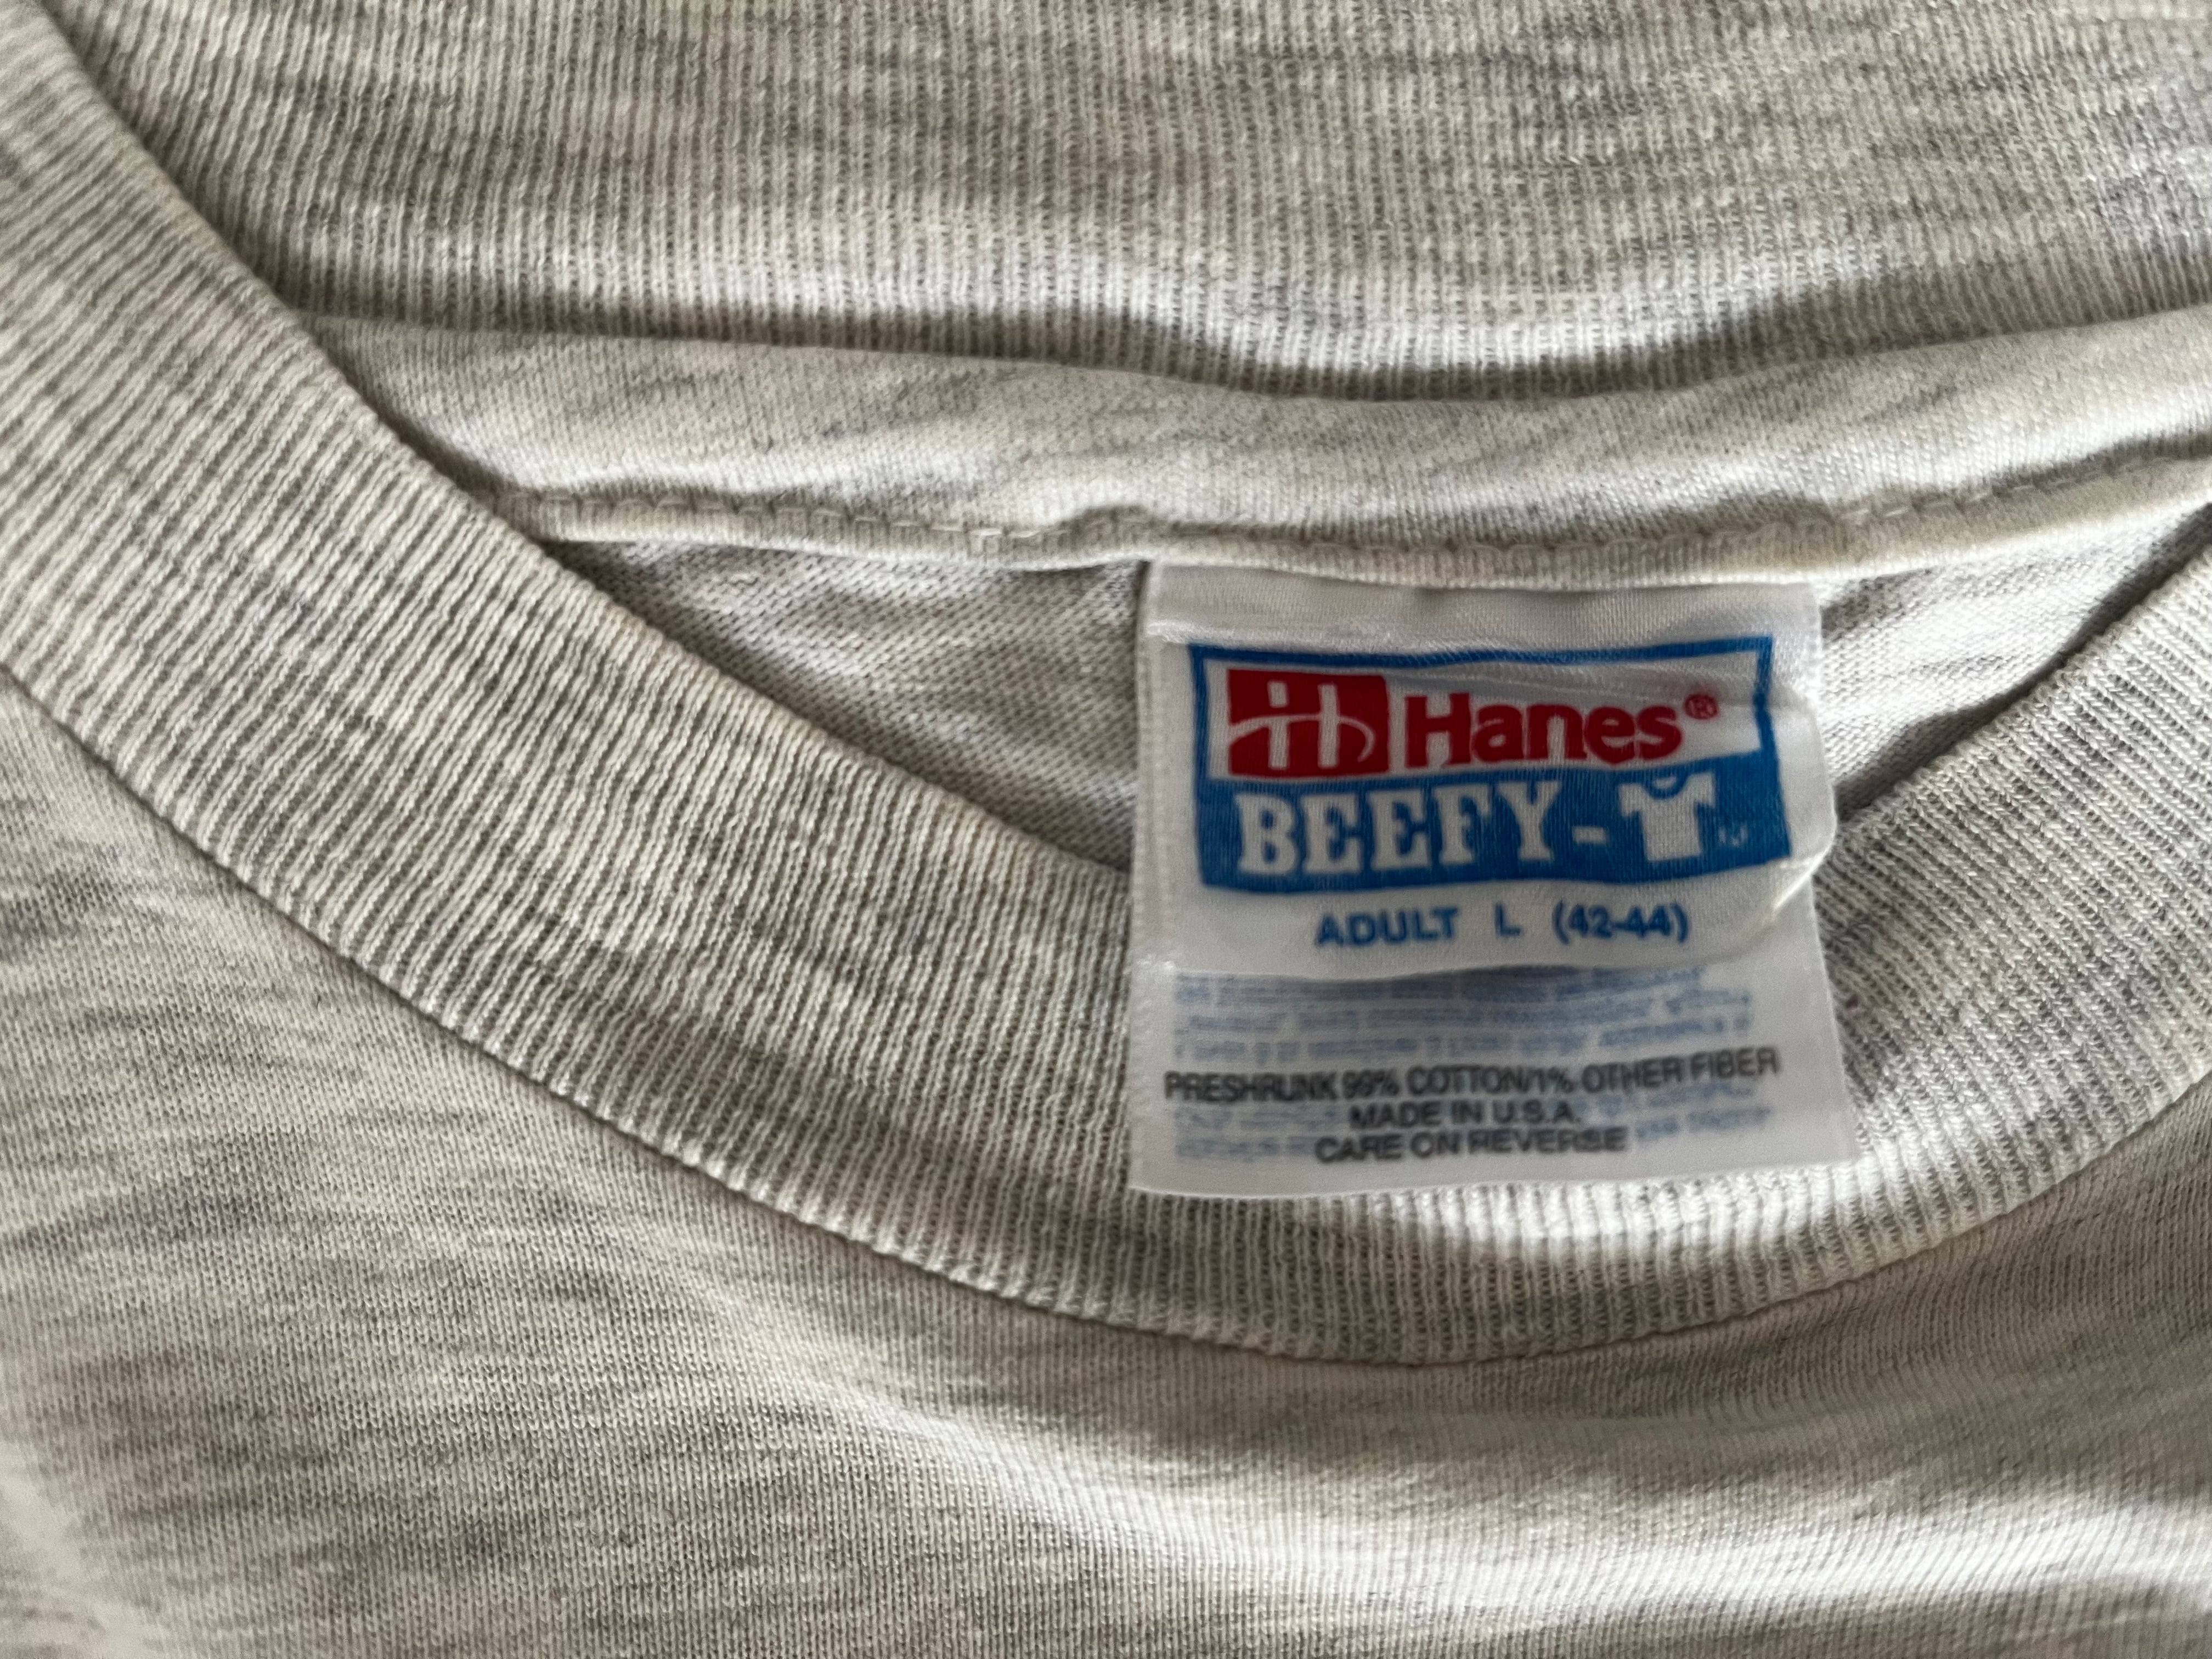 Hanes®
BEEFY-
ADULT L (42-44)
PRESHRUNK 99% COTTON/1% OTHER FIBER
MADE IN U.S.A.
CARE ON REVERSE